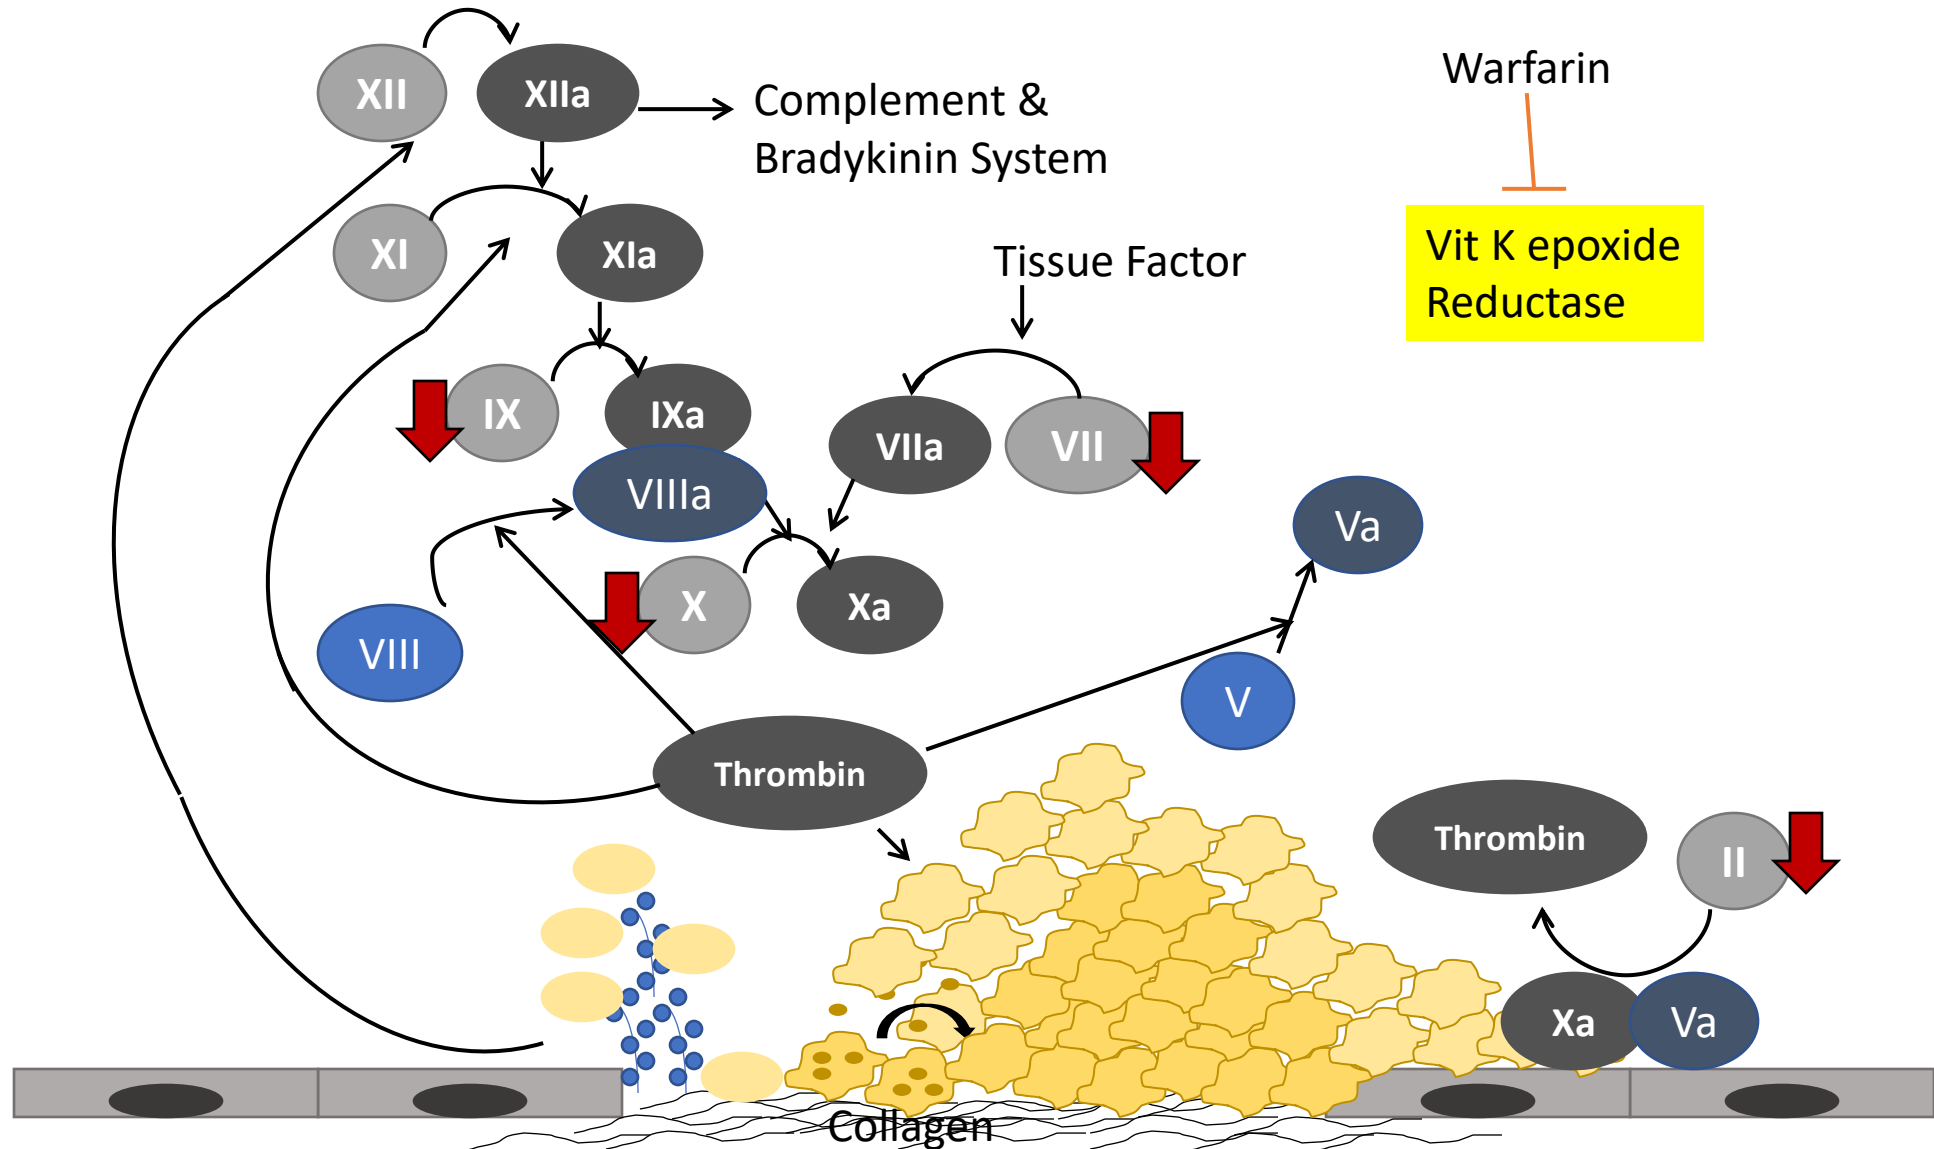 XII
XIIa
Complement &
Bradykinin System
Warfarin
XI
XIa
Tissue Factor
Vit K epoxide
Reductase
IX
IXa
VIIa
VII
VIIIa
Va
X
Xa
VIII
V
Thrombin
Thrombin
II
Xa
Va
Collagen